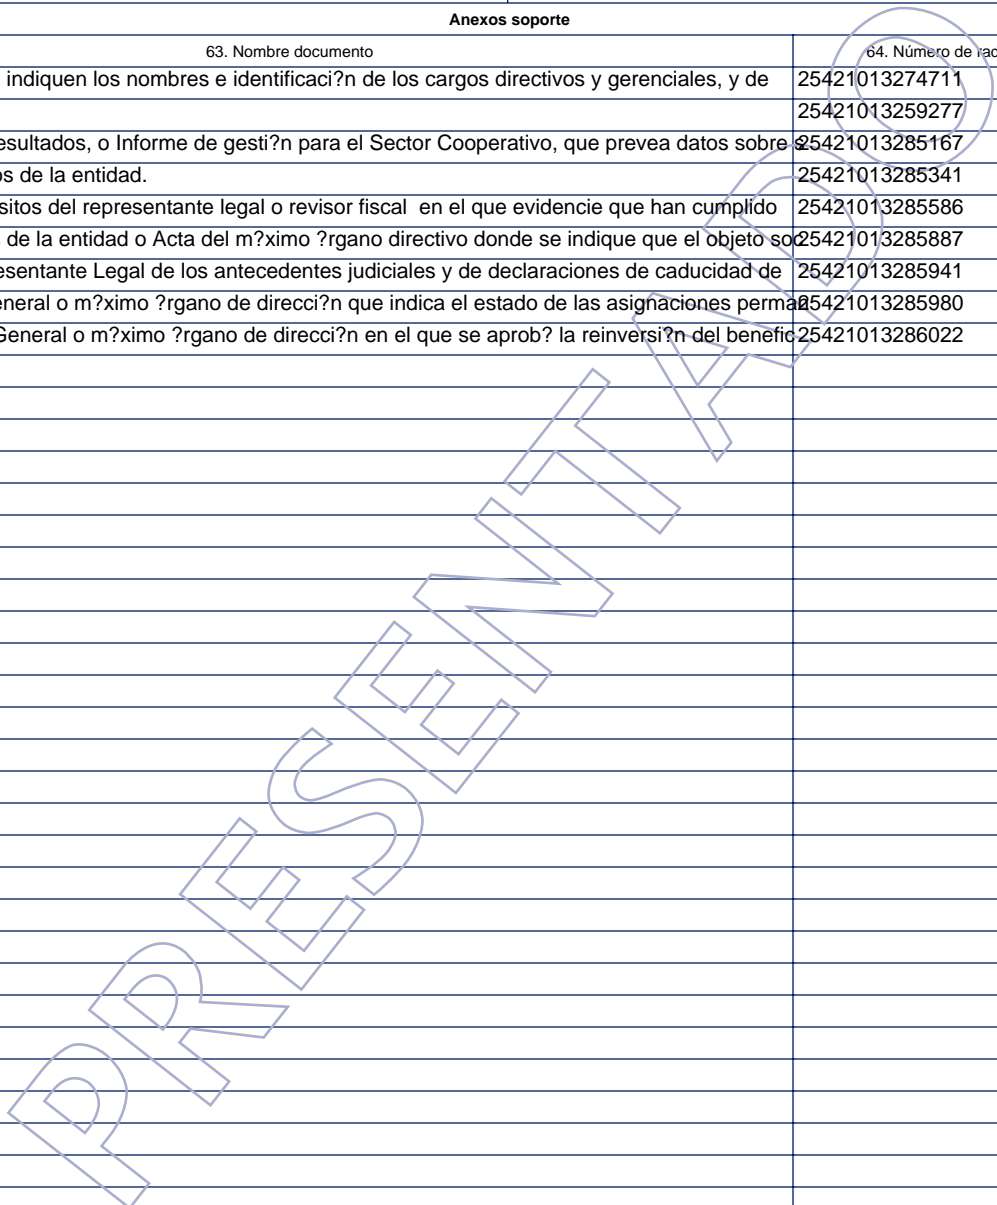 Anexos soporte
63. Nombre documento 64. Número de rad
indiquen los nombres e identificaci?n de los cargos directivos y gerenciales, y de 25421013274711
25421013259277
esultados, o Informe de gesti?n para el Sector Cooperativo, que prevea datos sobre s 25421013285167
os de la entidad. 25421013285341
sitos del representante legal o revisor fiscal en el que evidencie que han cumplido 25421013285586
de la entidad o Acta del m?ximo ?rgano directivo donde se indique que el objeto soc 25421013285887
esentante Legal de los antecedentes judiciales y de declaraciones de caducidad de 25421013285941
eneral o m?ximo ?rgano de direcci?n que indica el estado de las asignaciones perman 25421013285980
General o m?ximo ?rgano de direcci?n en el que se aprob? la reinversi?n del benefic 25421013286022
PRESENTADO